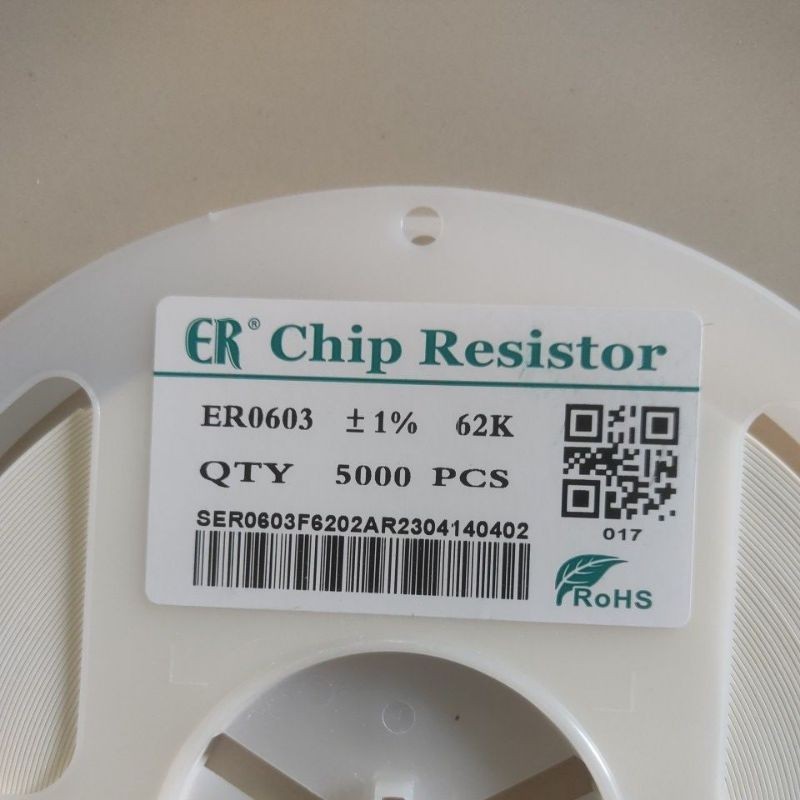 ER® Chip Resistor
ER0603 ±1% 62K
QTY 5000 PCS
SER0603F6202AR2304140402
017
RoHS